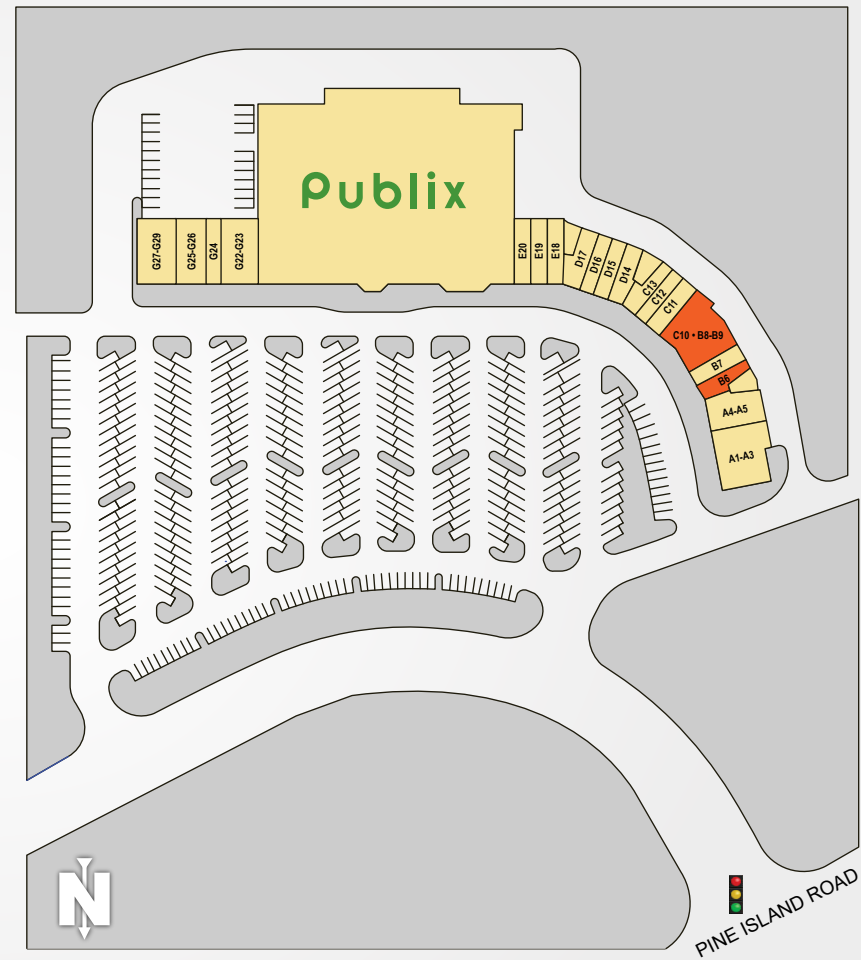 Publix
G27-G29
G25-G26
G24
G22-G23
E20
E19
E18
D17
D16
D15
D14
C13
C12
C11
C10 • B8-B9
B7
B6
A4-A5
A1-A3
N
PINE ISLAND ROAD